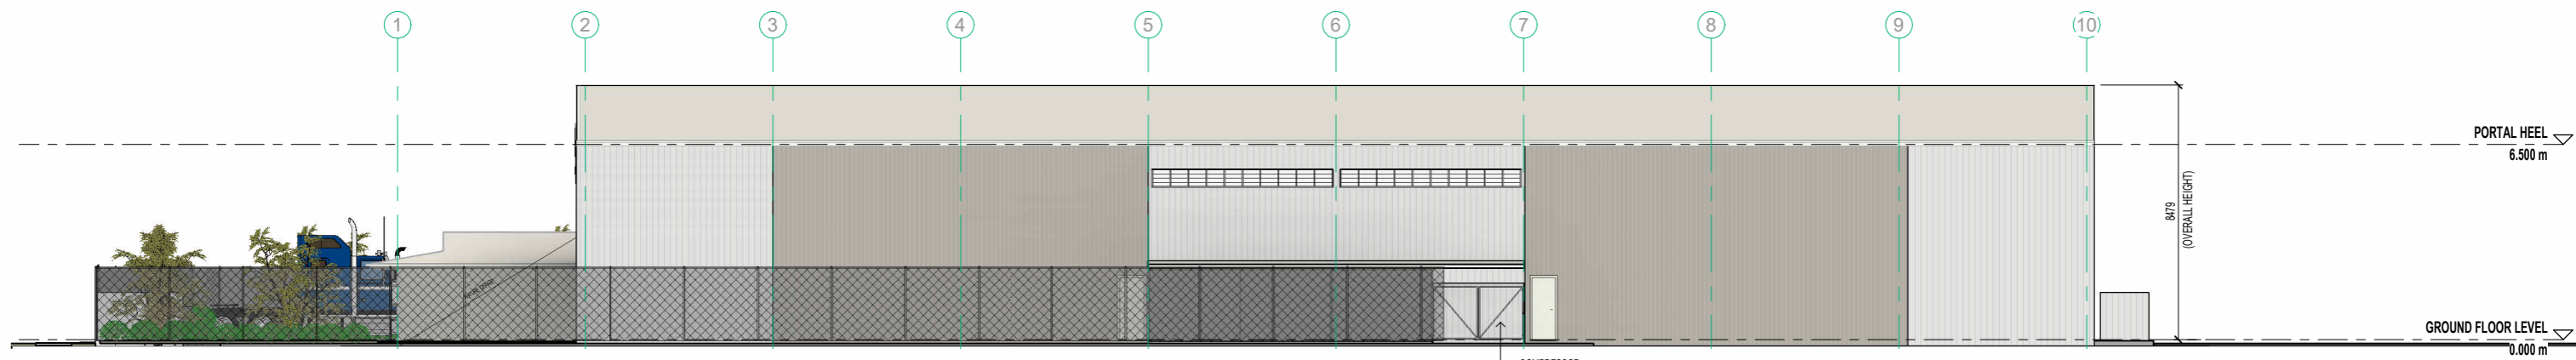 1 2 3 4 5 6 7 8 9 10
PORTAL HEEL
6.500 m
8479
(OVERALL HEIGHT)
GROUND FLOOR LEVEL
0.000 m